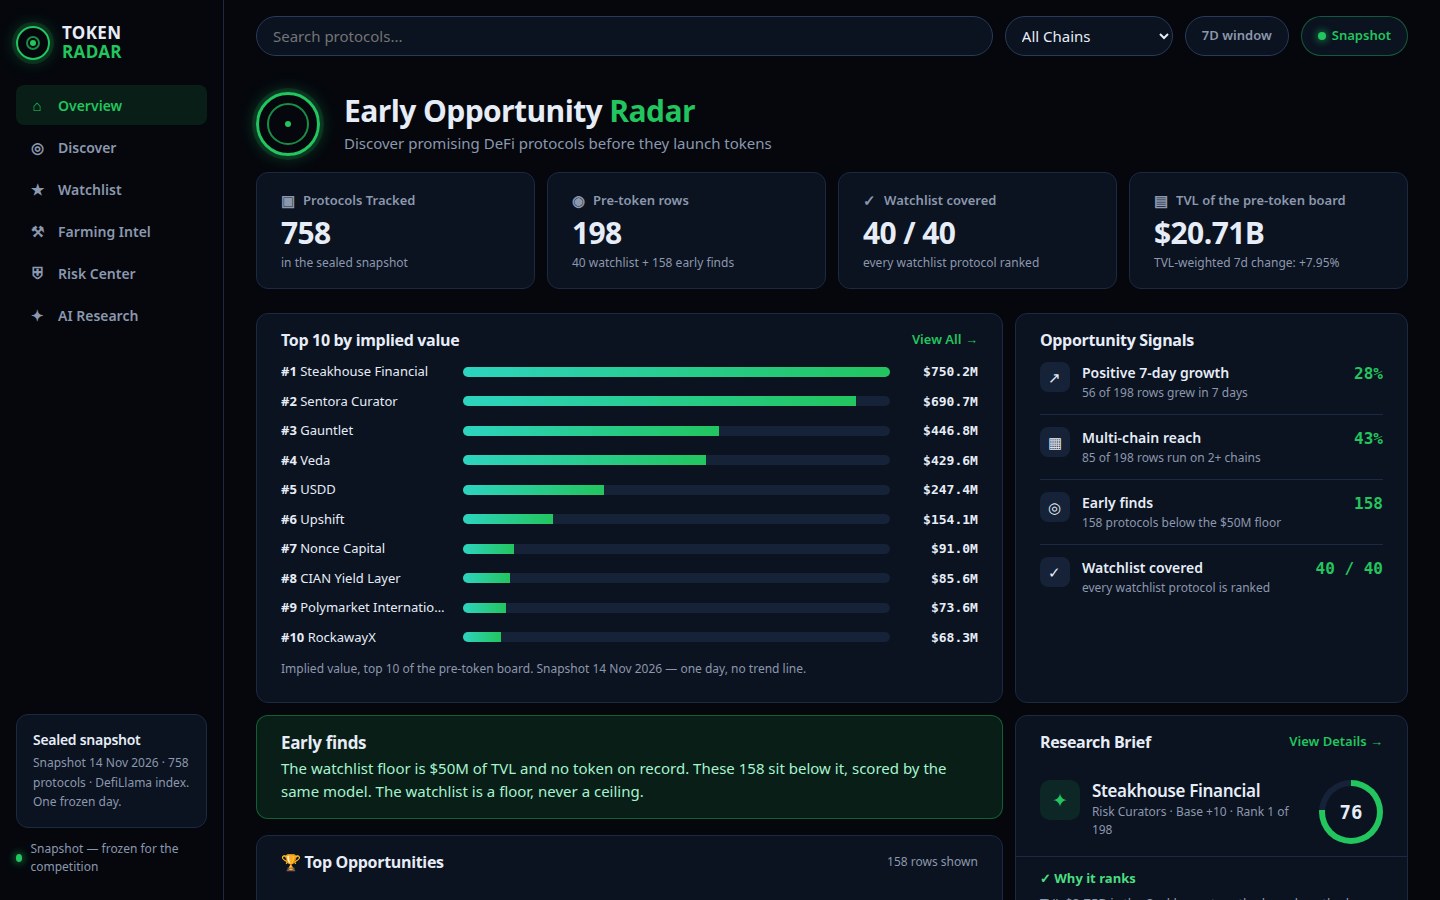 TOKEN
RADAR
Overview
Discover
Watchlist
Farming Intel
Risk Center
AI Research
Sealed snapshot
Snapshot 14 Nov 2026 · 758
protocols · DefiLlama index.
One frozen day.
Snapshot — frozen for the
competition
Search protocols...
All Chains
7D window
Snapshot
Early Opportunity Radar
Discover promising DeFi protocols before they launch tokens
Protocols Tracked
758
in the sealed snapshot
Pre-token rows
198
40 watchlist + 158 early finds
Watchlist covered
40 / 40
every watchlist protocol ranked
TVL of the pre-token board
$20.71B
TVL-weighted 7d change: +7.95%
Top 10 by implied value
View All →
#1 Steakhouse Financial $750.2M
#2 Sentora Curator $690.7M
#3 Gauntlet $446.8M
#4 Veda $429.6M
#5 USDD $247.4M
#6 Upshift $154.1M
#7 Nonce Capital $91.0M
#8 CIAN Yield Layer $85.6M
#9 Polymarket Internatio... $73.6M
#10 RockawayX $68.3M
Implied value, top 10 of the pre-token board. Snapshot 14 Nov 2026 — one day, no trend line.
Opportunity Signals
Positive 7-day growth 28%
56 of 198 rows grew in 7 days
Multi-chain reach 43%
85 of 198 rows run on 2+ chains
Early finds 158
158 protocols below the $50M floor
Watchlist covered 40 / 40
every watchlist protocol is ranked
Early finds
The watchlist floor is $50M of TVL and no token on record. These 158 sit below it, scored by the
same model. The watchlist is a floor, never a ceiling.
🏆 Top Opportunities 158 rows shown
Research Brief
View Details →
Steakhouse Financial
Risk Curators · Base +10 · Rank 1 of
198
76
✓ Why it ranks